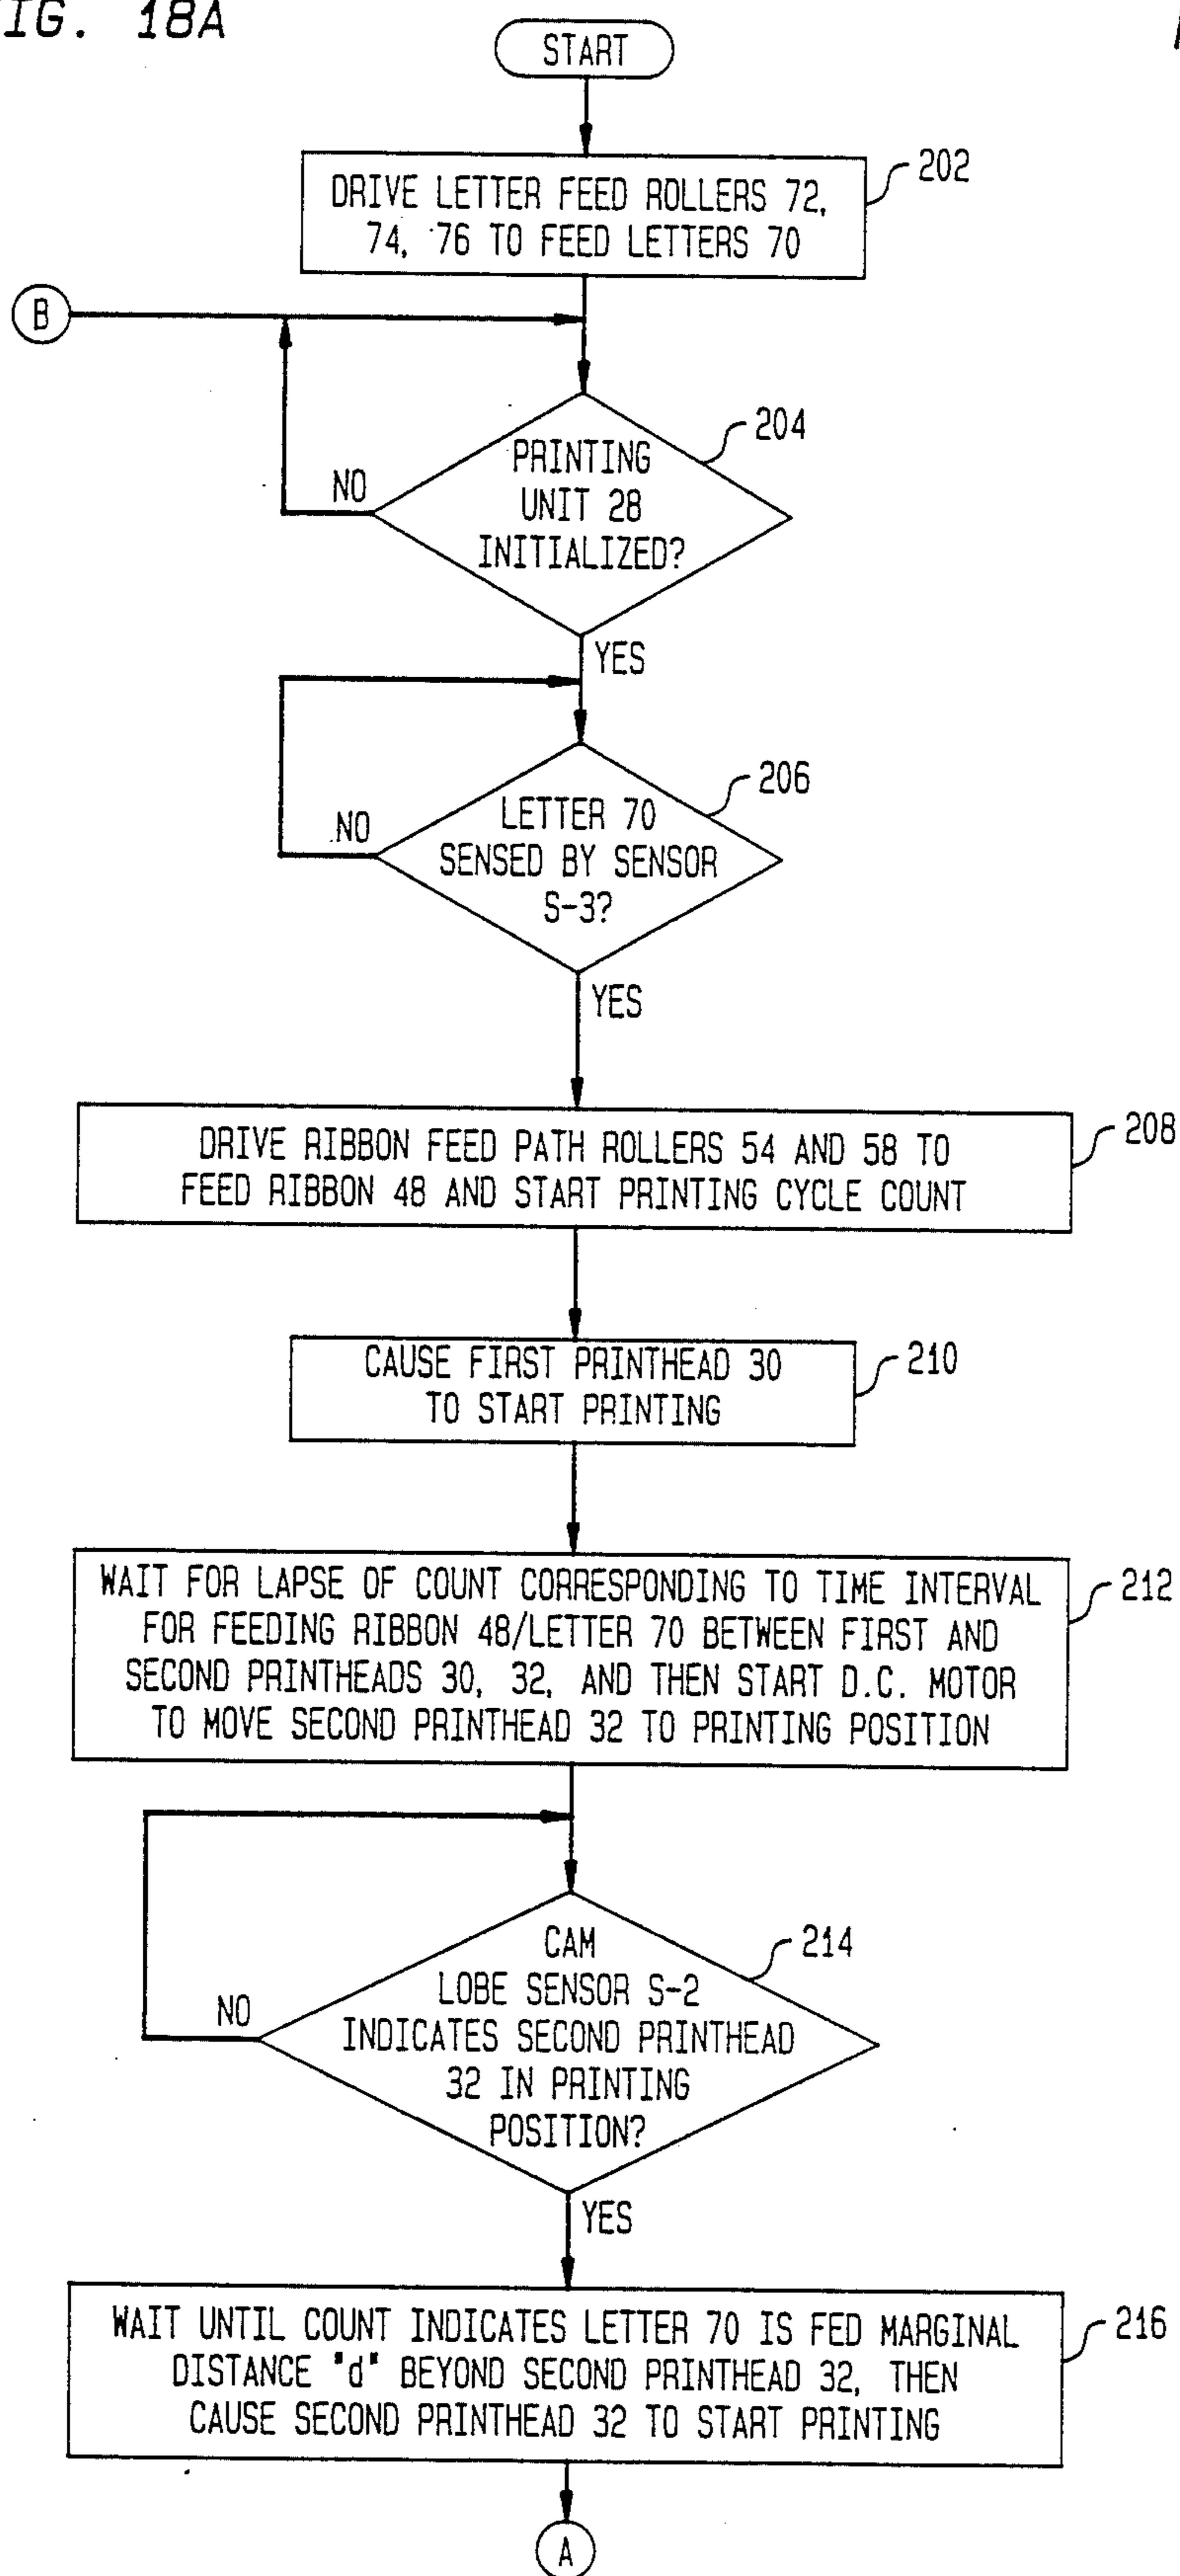 FIG. 18A
START
202
DRIVE LETTER FEED ROLLERS 72,
74, 76 TO FEED LETTERS 70
B
204
PRINTING
UNIT 28
INITIALIZED?
NO
YES
206
LETTER 70
SENSED BY SENSOR
S-3?
NO
YES
208
DRIVE RIBBON FEED PATH ROLLERS 54 AND 58 TO
FEED RIBBON 48 AND START PRINTING CYCLE COUNT
210
CAUSE FIRST PRINTHEAD 30
TO START PRINTING
212
WAIT FOR LAPSE OF COUNT CORRESPONDING TO TIME INTERVAL
FOR FEEDING RIBBON 48/LETTER 70 BETWEEN FIRST AND
SECOND PRINTHEADS 30, 32, AND THEN START D.C. MOTOR
TO MOVE SECOND PRINTHEAD 32 TO PRINTING POSITION
214
CAM
LOBE SENSOR S-2
INDICATES SECOND PRINTHEAD
32 IN PRINTING
POSITION?
NO
YES
216
WAIT UNTIL COUNT INDICATES LETTER 70 IS FED MARGINAL
DISTANCE "d" BEYOND SECOND PRINTHEAD 32, THEN
CAUSE SECOND PRINTHEAD 32 TO START PRINTING
A